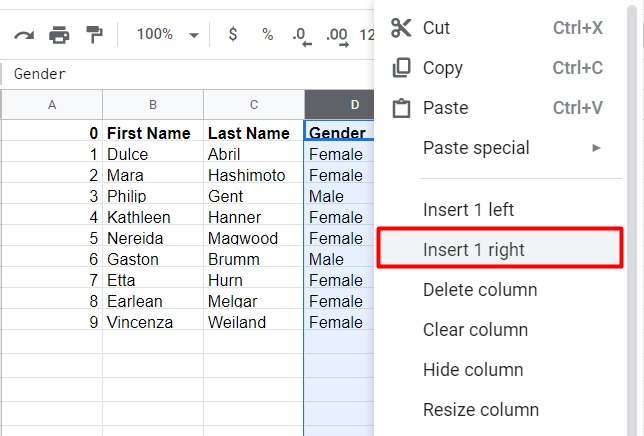 100% $ % .0 .00 12
Gender
A B C D
0 First Name Last Name Gender
1 Dulce Abril Female
2 Mara Hashimoto Female
3 Philip Gent Male
4 Kathleen Hanner Female
5 Nereida Magwood Female
6 Gaston Brumm Male
7 Etta Hurn Female
8 Earlean Melgar Female
9 Vincenza Weiland Female
Cut Ctrl+X
Copy Ctrl+C
Paste Ctrl+V
Paste special
Insert 1 left
Insert 1 right
Delete column
Clear column
Hide column
Resize column